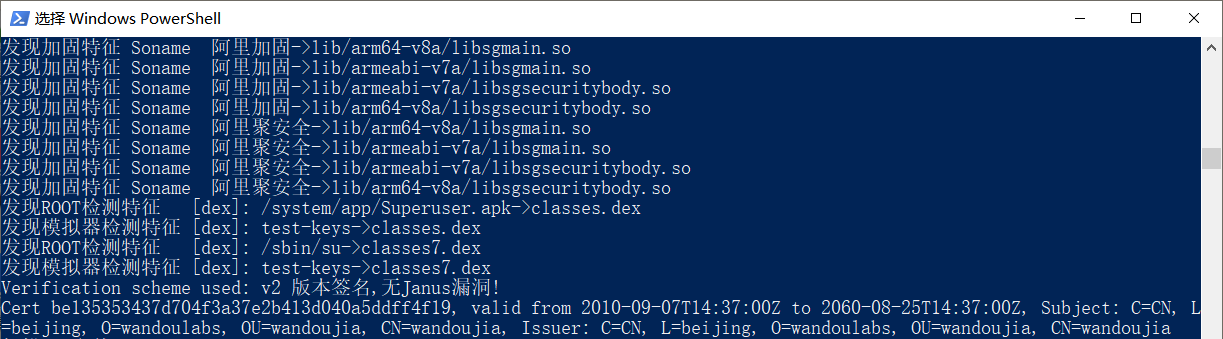 选择 Windows PowerShell
发现加固特征 Soname  阿里加固->lib/arm64-v8a/libsgmain.so
发现加固特征 Soname  阿里加固->lib/armeabi-v7a/libsgmain.so
发现加固特征 Soname  阿里加固->lib/armeabi-v7a/libsgsecuritybody.so
发现加固特征 Soname  阿里加固->lib/arm64-v8a/libsgsecuritybody.so
发现加固特征 Soname  阿里聚安全->lib/arm64-v8a/libsgmain.so
发现加固特征 Soname  阿里聚安全->lib/armeabi-v7a/libsgmain.so
发现加固特征 Soname  阿里聚安全->lib/armeabi-v7a/libsgsecuritybody.so
发现加固特征 Soname  阿里聚安全->lib/arm64-v8a/libsgsecuritybody.so
发现ROOT检测特征   [dex]: /system/app/Superuser.apk->classes.dex
发现模拟器检测特征 [dex]: test-keys->classes.dex
发现ROOT检测特征   [dex]: /sbin/su->classes7.dex
发现模拟器检测特征 [dex]: test-keys->classes7.dex
Verification scheme used: v2 版本签名,无Janus漏洞!
Cert be135353437d704f3a37e2b413d040a5ddff4f19, valid from 2010-09-07T14:37:00Z to 2060-08-25T14:37:00Z, Subject: C=CN, L
=beijing, O=wandoulabs, OU=wandoujia, CN=wandoujia, Issuer: C=CN, L=beijing, O=wandoulabs, OU=wandoujia, CN=wandoujia